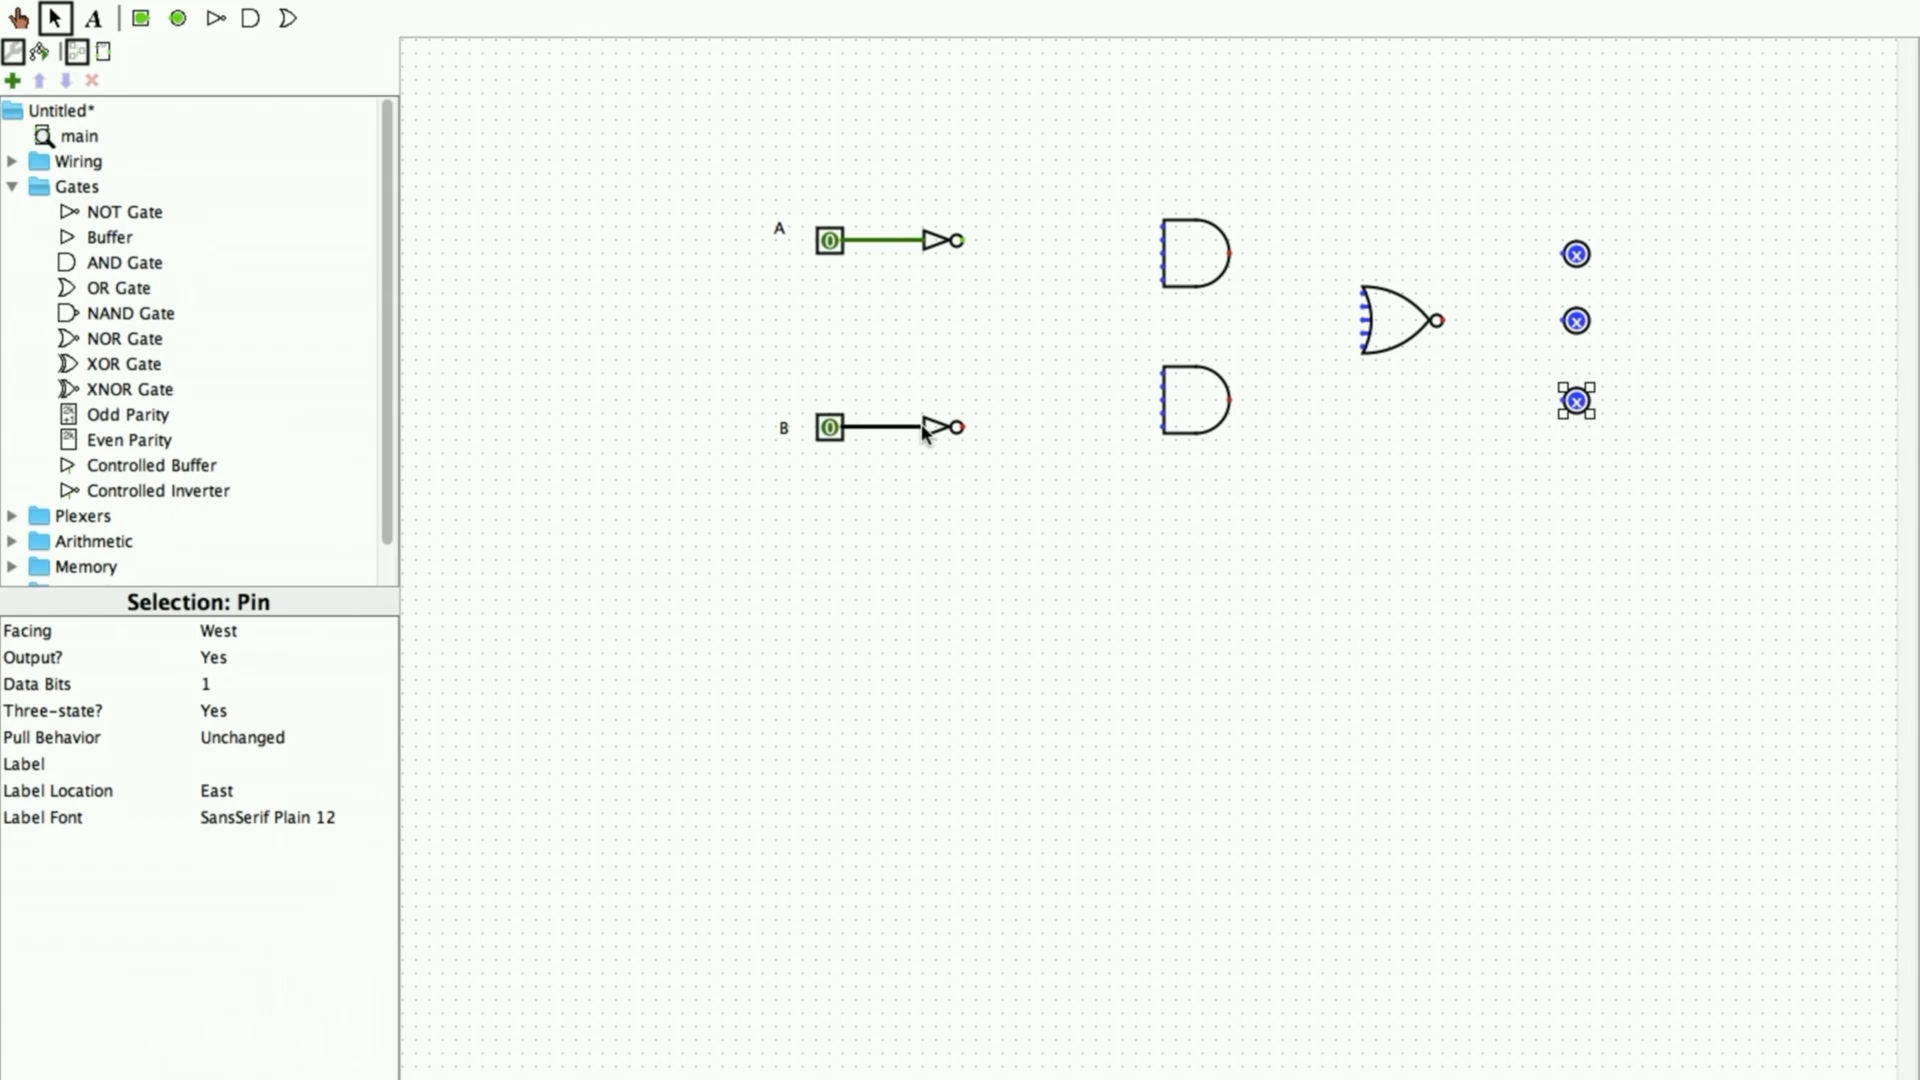 A
Untitled*
main
Wiring
Gates
NOT Gate
Buffer
AND Gate
OR Gate
NAND Gate
NOR Gate
XOR Gate
XNOR Gate
Odd Parity
Even Parity
Controlled Buffer
Controlled Inverter
Plexers
Arithmetic
Memory
Selection: Pin
Facing West
Output? Yes
Data Bits 1
Three-state? Yes
Pull Behavior Unchanged
Label
Label Location East
Label Font SansSerif Plain 12
A 0
B 0
x
x
x